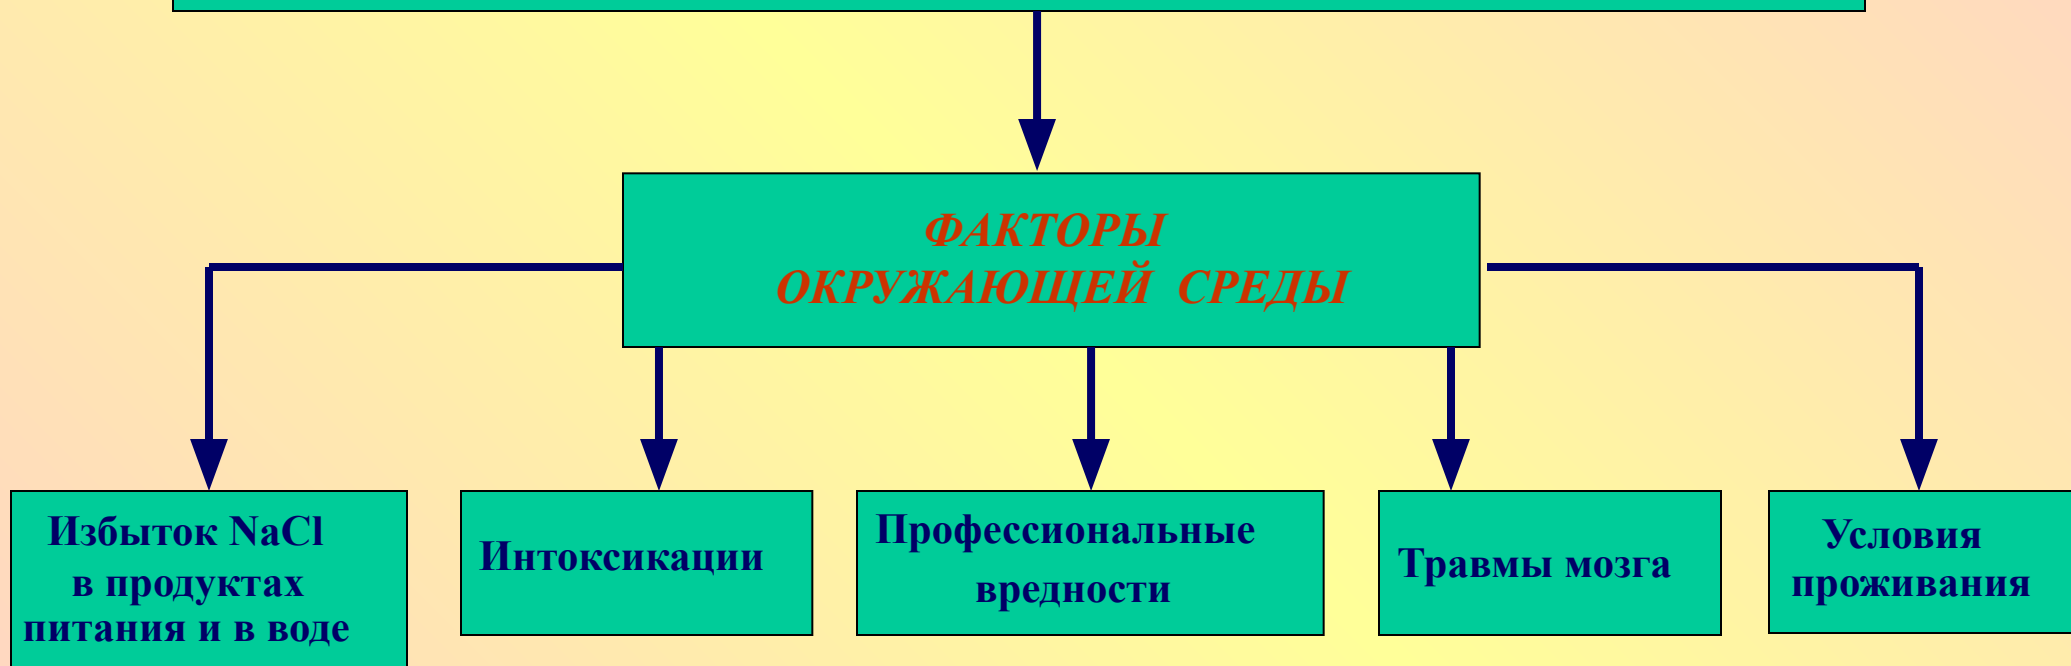 ФАКТОРЫ
ОКРУЖАЮЩЕЙ СРЕДЫ
Избыток NaCl
в продуктах
питания и в воде
Интоксикации
Профессиональные
вредности
Травмы мозга
Условия
проживания